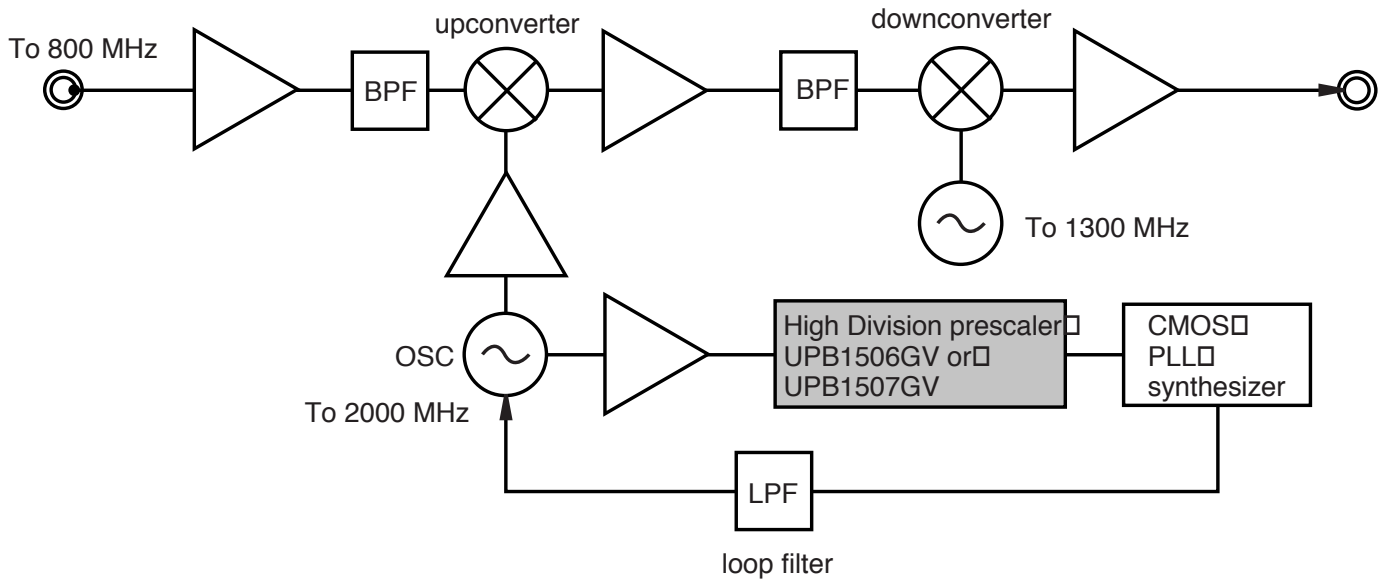 upconverter
downconverter
To 800 MHz
BPF
BPF
To 1300 MHz
OSC
To 2000 MHz
High Division prescaler□
UPB1506GV or□
UPB1507GV
CMOS□
PLL□
synthesizer
LPF
loop filter